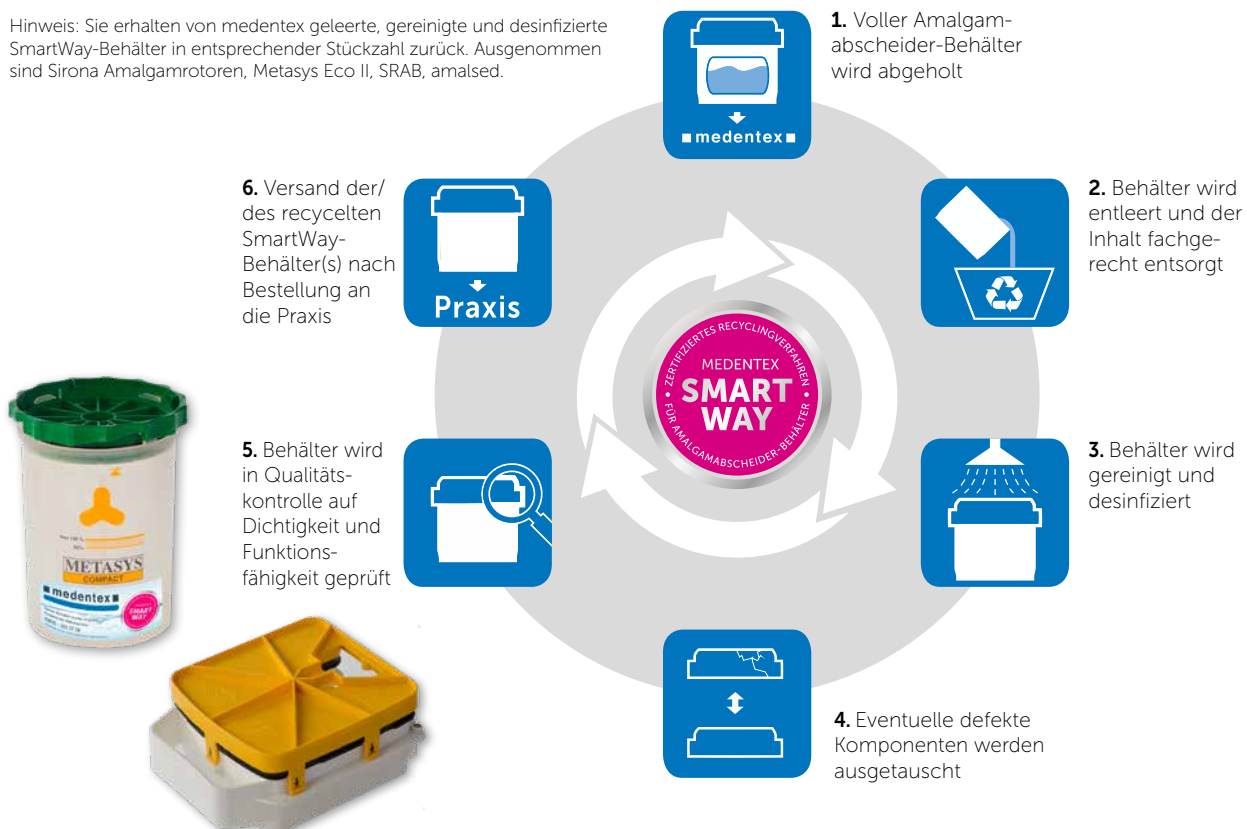 Hinweis: Sie erhalten von medentex geleerte, gereinigte und desinfizierte
SmartWay-Behälter in entsprechender Stückzahl zurück. Ausgenommen
sind Sirona Amalgamrotoren, Metasys Eco II, SRAB, amalsed.
1. Voller Amalgam-
abscheider-Behälter
wird abgeholt
medentex
2. Behälter wird
entleert und der
Inhalt fachge-
recht entsorgt
3. Behälter wird
gereinigt und
desinfiziert
4. Eventuelle defekte
Komponenten werden
ausgetauscht
5. Behälter wird
in Qualitäts-
kontrolle auf
Dichtigkeit und
Funktions-
fähigkeit geprüft
6. Versand der/
des recycelten
SmartWay-
Behälter(s) nach
Bestellung an
die Praxis
Praxis
ZERTIFIZIERTES RECYCLINGVERFAHREN
MEDENTEX
SMART
WAY
FÜR AMALGAMABSCHEIDER-BEHÄLTER
METASYS
COMPACT
medentex
SMART
WAY